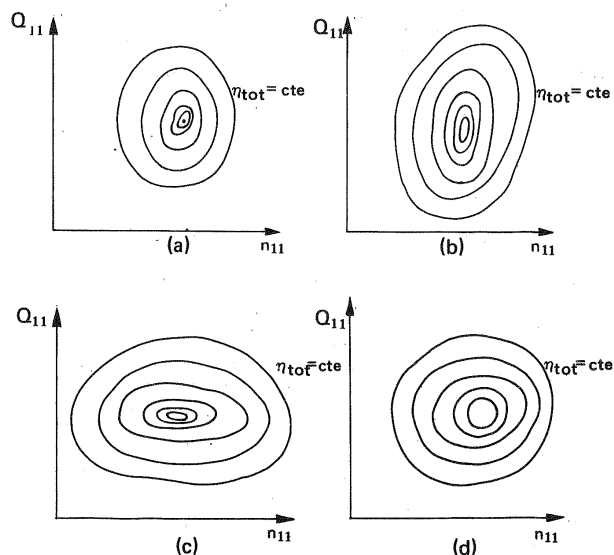 Q11
ηtot= cte
n11
(a)
Q11
ηtot= cte
n11
(b)
Q11
ηtot=cte
n11
(c)
Q11
ηtot=cte
n11
(d)